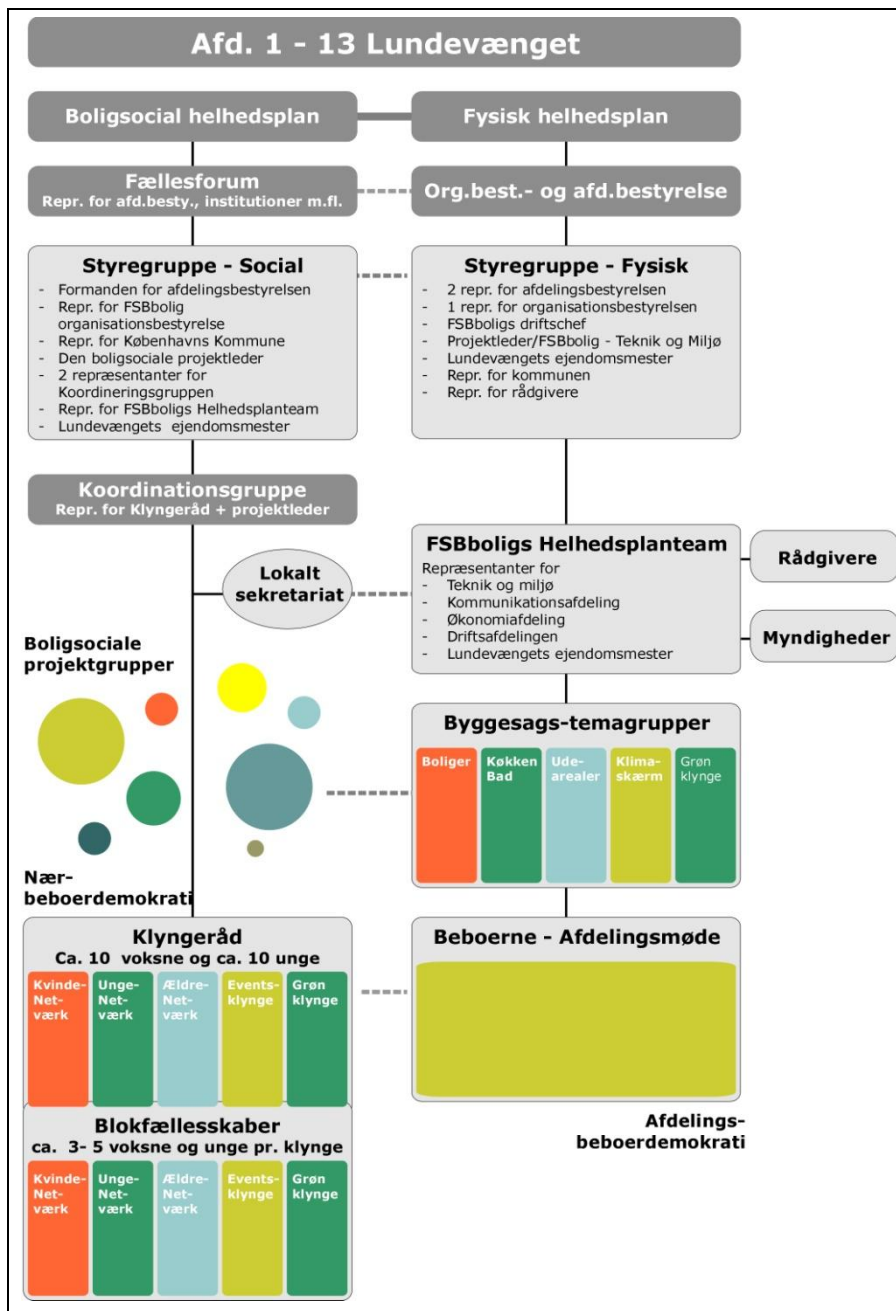 Afd. 1 - 13 Lundevænget
Boligsocial helhedsplan
Fysisk helhedsplan
Fællesforum
Repr. for afd.besty., institutioner m.fl.
Org.best.- og afd.bestyrelse
Styregruppe - Social
- Formanden for afdelingsbestyrelsen
- Repr. for FSBbolig
organisationsbestyrelse
- Repr. for Københavns Kommune
- Den boligsociale projektleder
- 2 repræsentanter for
Koordineringsgruppen
- Repr. for FSBboligs Helhedsplanteam
- Lundevængets ejendomsmester
Styregruppe - Fysisk
- 2 repr. for afdelingsbestyrelsen
- 1 repr. for organisationsbestyrelsen
- FSBboligs driftschef
- Projektleder/FSBbolig - Teknik og Miljø
- Lundevængets ejendomsmester
- Repr. for kommunen
- Repr. for rådgivere
Koordinationsgruppe
Repr. for Klyngeråd + projektleder
Lokalt
sekretariat
FSBboligs Helhedsplanteam
Repræsentanter for
- Teknik og miljø
- Kommunikationsafdeling
- Økonomiafdeling
- Driftsafdelingen
- Lundevængets ejendomsmester
Rådgivere
Myndigheder
Boligsociale
projektgrupper
Byggesags-temagrupper
Boliger
Køkken
Bad
Ude-
arealer
Klima-
skærm
Grøn
klynge
Nær-
beboerdemokrati
Klyngeråd
Ca. 10 voksne og ca. 10 unge
Kvinde-
Net-
værk
Unge-
Net-
værk
Ældre-
Net-
værk
Events-
klynge
Grøn
klynge
Beboerne - Afdelingsmøde
Afdelings-
beboerdemokrati
Blokfællesskaber
ca. 3- 5 voksne og unge pr. klynge
Kvinde-
Net-
værk
Unge-
Net-
værk
Ældre-
Net-
værk
Events-
klynge
Grøn
klynge